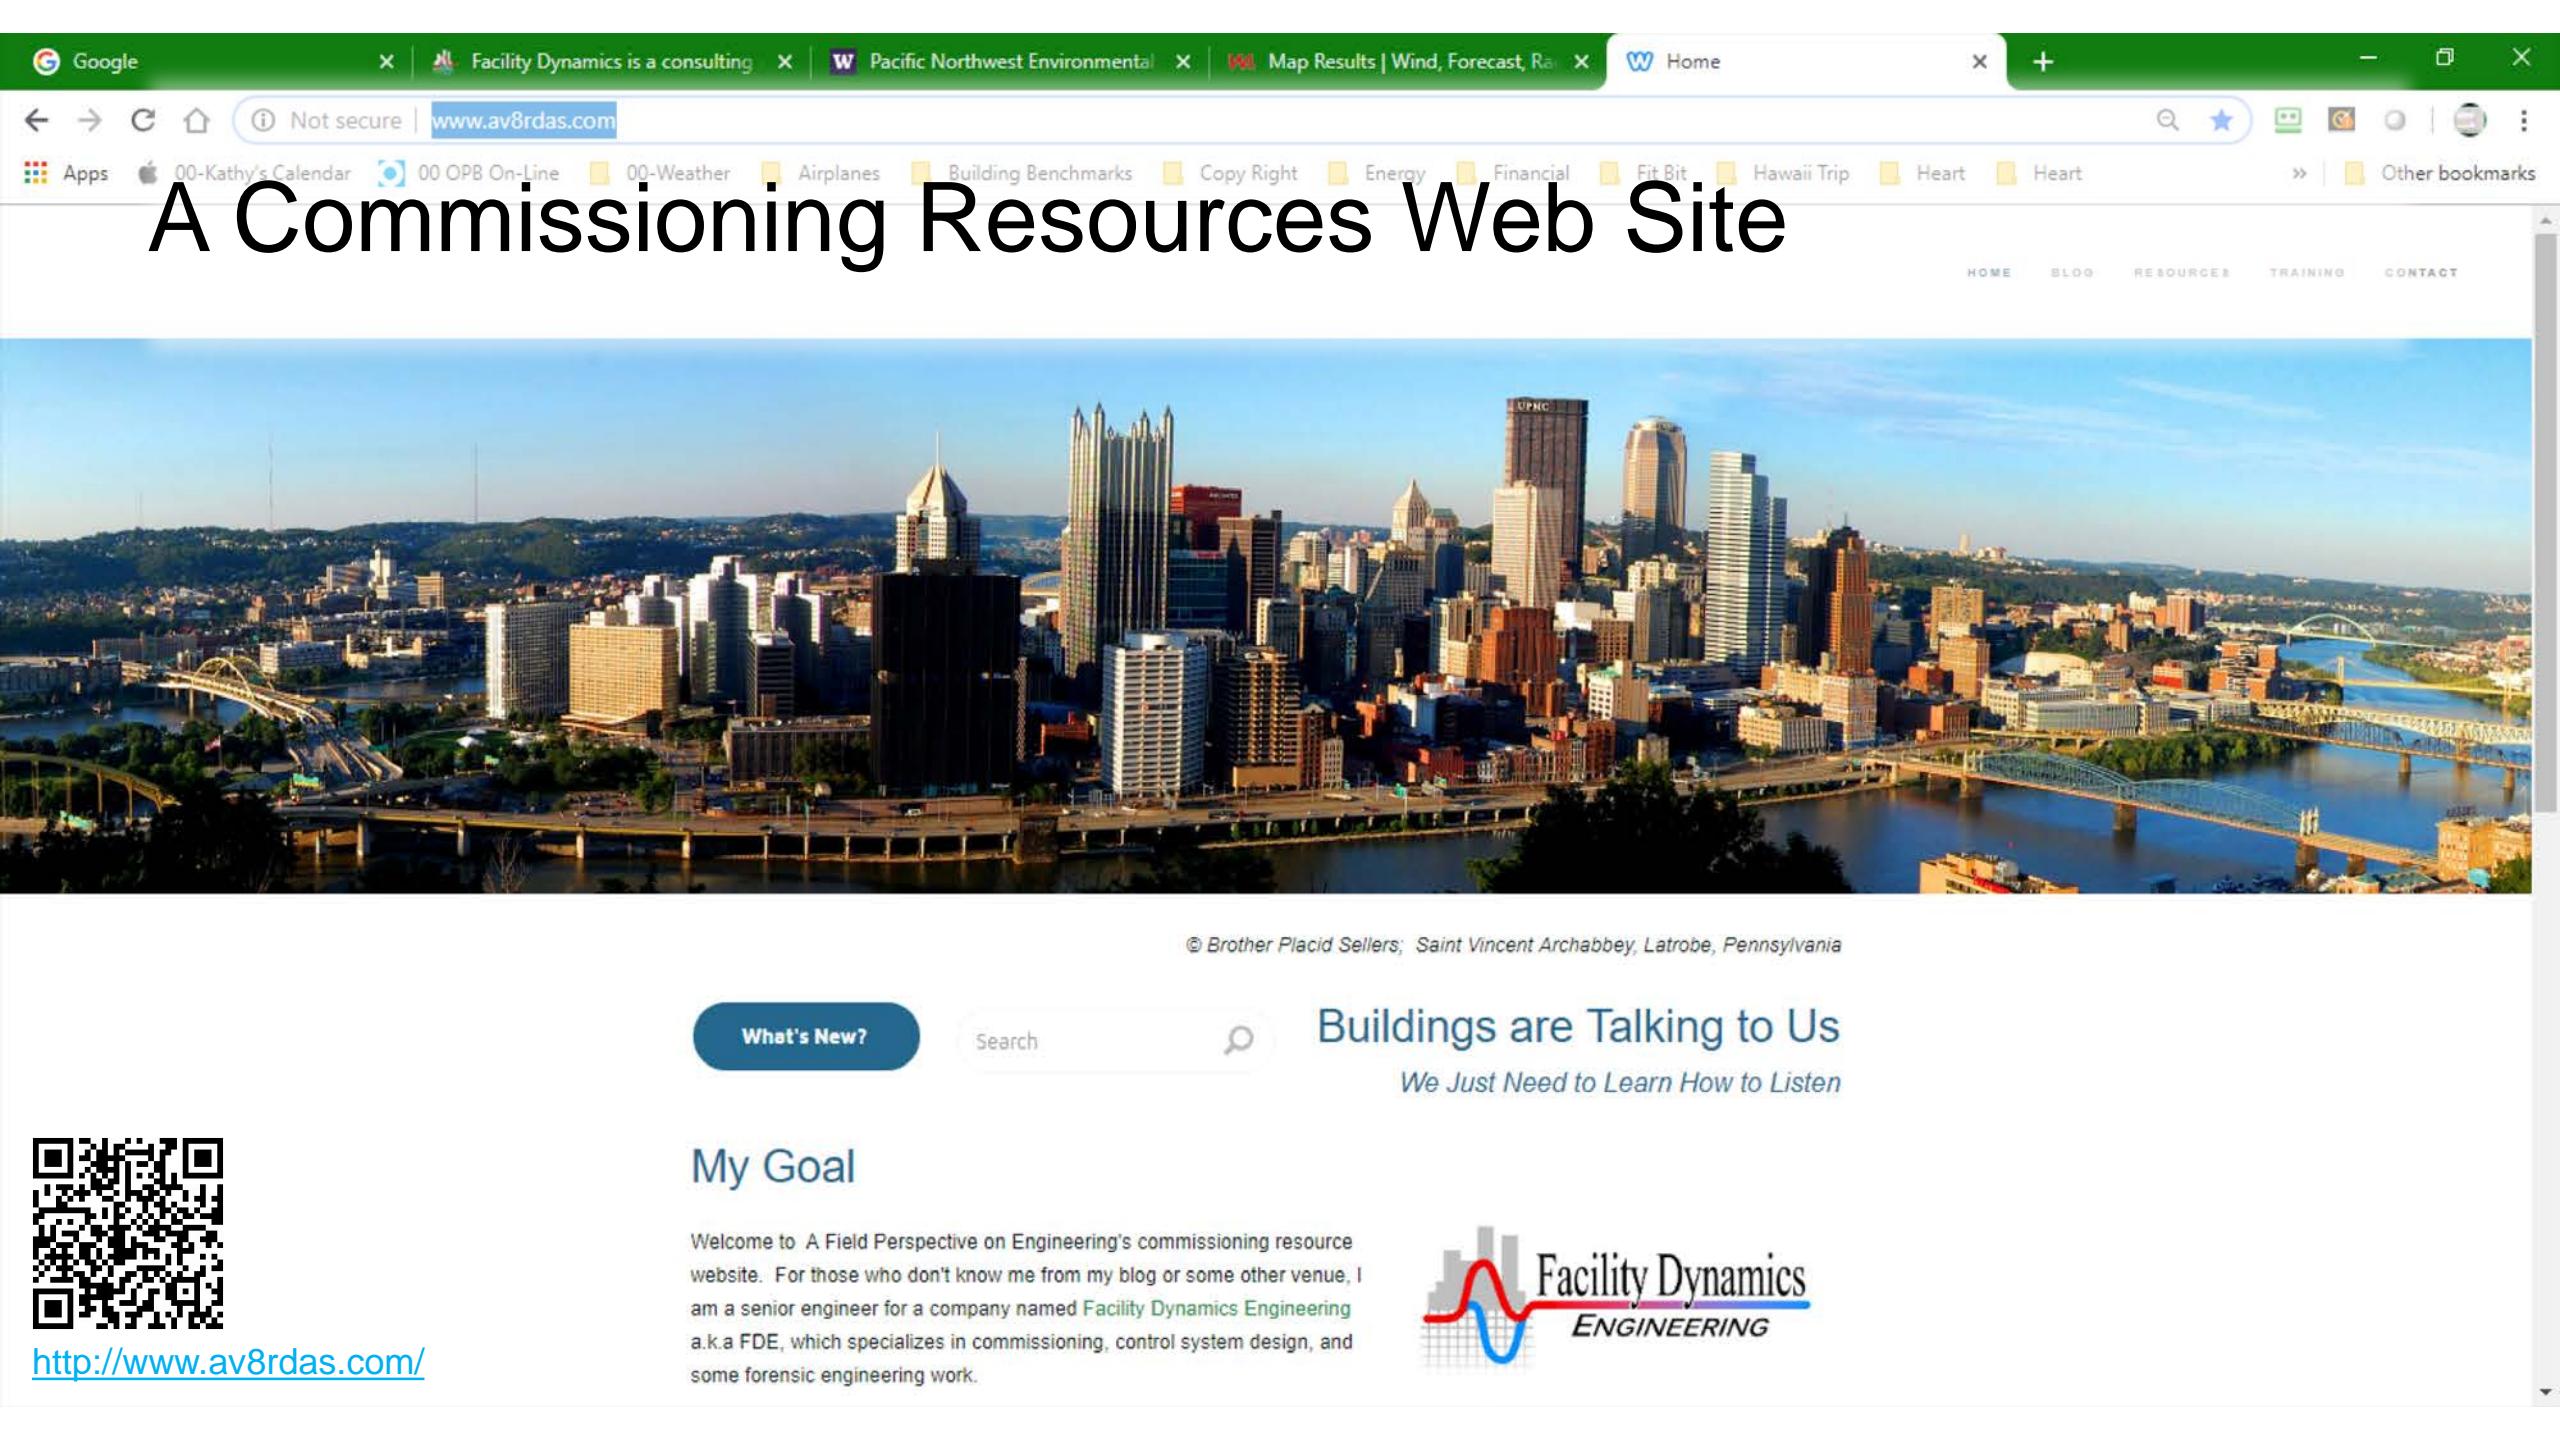 Google
Facility Dynamics is a consulting
Pacific Northwest Environmental
Map Results | Wind, Forecast, Ra
Home
Not secure | www.av8rdas.com
Apps 00-Kathy's Calendar 00 OPB On-Line 00-Weather Airplanes Building Benchmarks Copy Right Energy Financial Fit Bit Hawaii Trip Heart Heart » Other bookmarks
A Commissioning Resources Web Site
HOME BLOG RESOURCES TRAINING CONTACT
UPMC
© Brother Placid Sellers; Saint Vincent Archabbey, Latrobe, Pennsylvania
What's New?
Search
Buildings are Talking to Us
We Just Need to Learn How to Listen
My Goal
Welcome to A Field Perspective on Engineering's commissioning resource
website. For those who don't know me from my blog or some other venue, I
am a senior engineer for a company named Facility Dynamics Engineering
a.k.a FDE, which specializes in commissioning, control system design, and
some forensic engineering work.
Facility Dynamics
ENGINEERING
http://www.av8rdas.com/